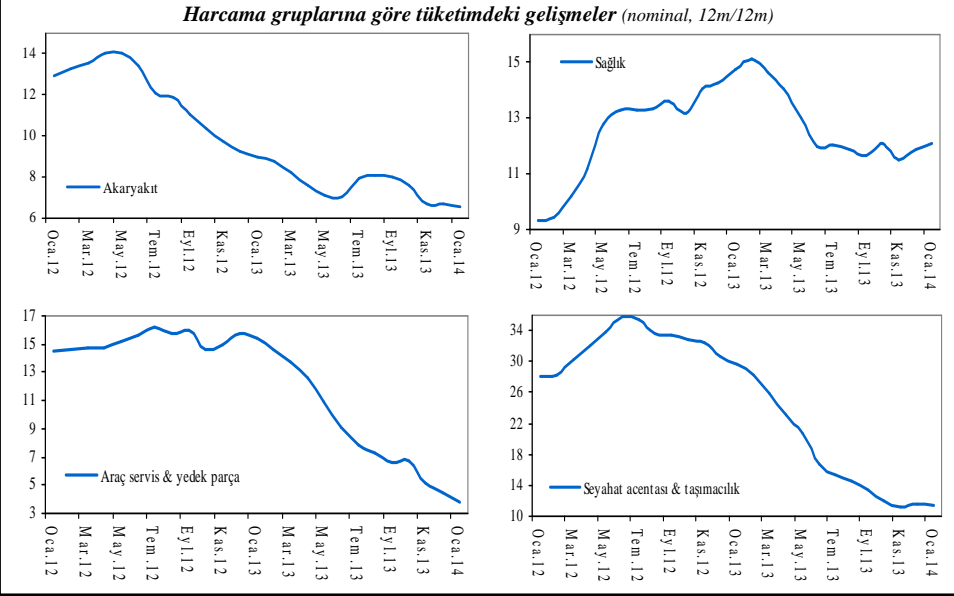 Harcama gruplarına göre tüketimdeki gelişmeler (nominal, 12m/12m)
14
12
10
8
6
Akaryakıt
Oca.12
Mar.12
May.12
Tem.12
Eyl.12
Kas.12
Oca.13
Mar.13
May.13
Tem.13
Eyl.13
Kas.13
Oca.14
15
13
11
9
Sağlık
Oca.12
Mar.12
May.12
Tem.12
Eyl.12
Kas.12
Oca.13
Mar.13
May.13
Tem.13
Eyl.13
Kas.13
Oca.14
17
15
13
11
9
7
5
3
Araç servis & yedek parça
Oca.12
Mar.12
May.12
Tem.12
Eyl.12
Kas.12
Oca.13
Mar.13
May.13
Tem.13
Eyl.13
Kas.13
Oca.14
34
30
26
22
18
14
10
Seyahat acentası & taşımacılık
Oca.12
Mar.12
May.12
Tem.12
Eyl.12
Kas.12
Oca.13
Mar.13
May.13
Tem.13
Eyl.13
Kas.13
Oca.14